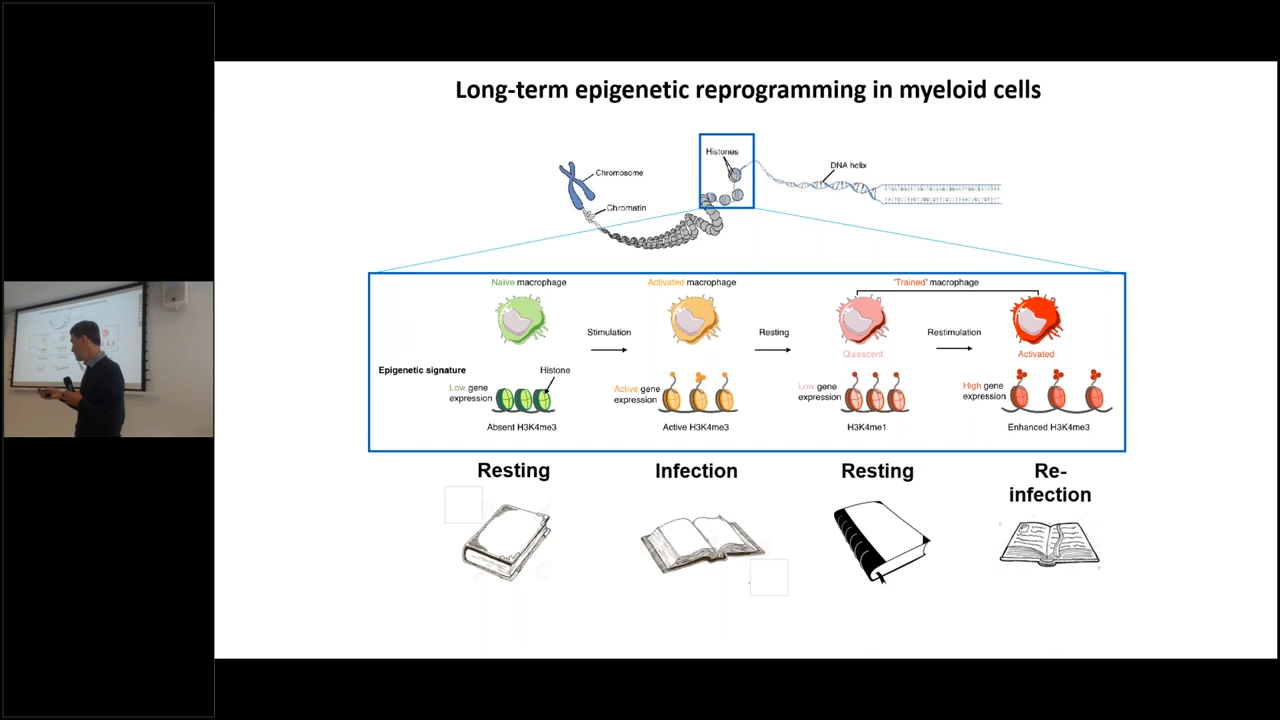 Long-term epigenetic reprogramming in myeloid cells
Histones
DNA helix
Chromosome
Chromatin
Naive macrophage
Activated macrophage
'Trained' macrophage
Stimulation
Resting
Restimulation
Quiescent
Activated
Epigenetic signature
Histone
Low gene
expression
Active gene
expression
Low gene
expression
High gene
expression
Absent H3K4me3
Active H3K4me3
H3K4me1
Enhanced H3K4me3
Resting
Infection
Resting
Re-
infection